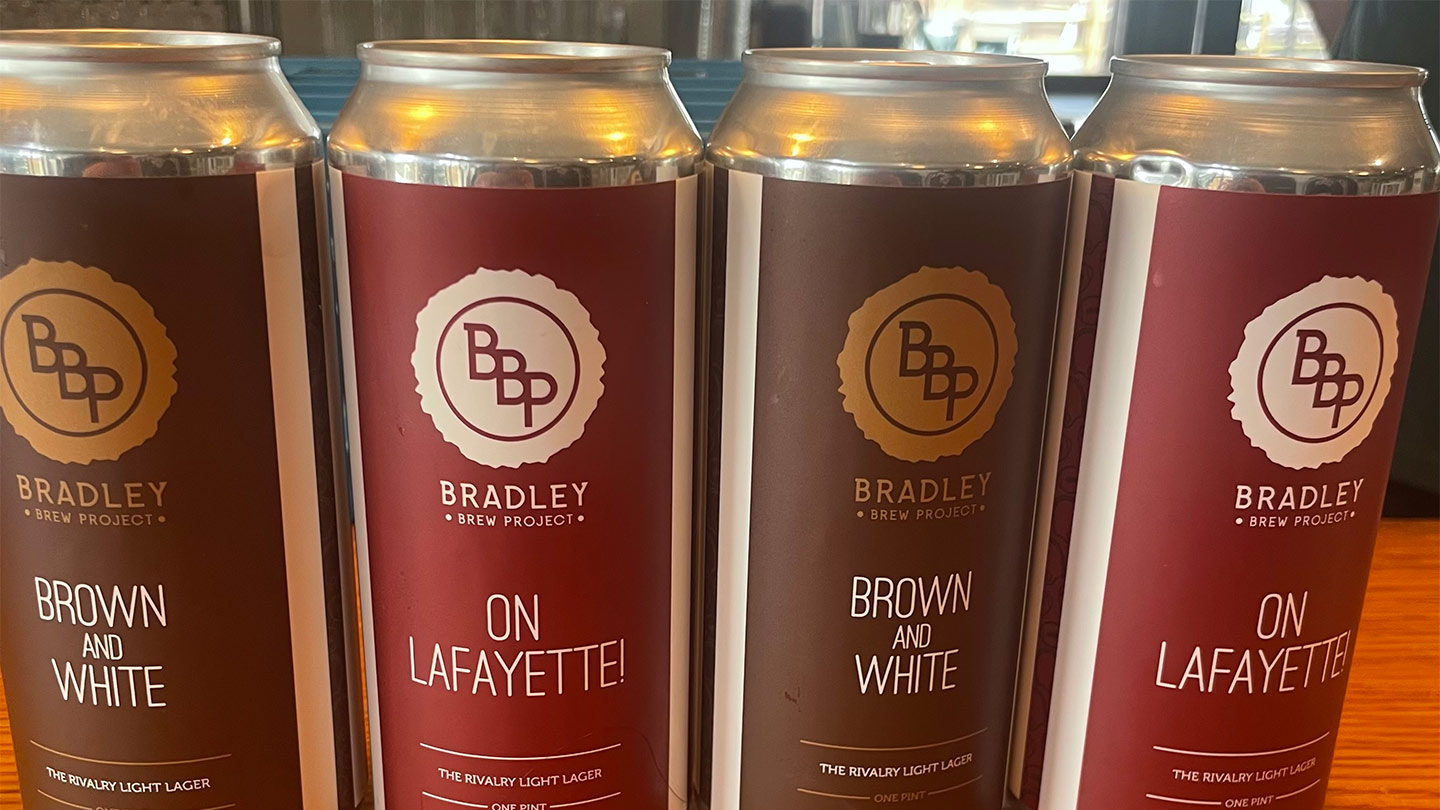 BBP
BRADLEY
• BREW PROJECT •
BROWN
AND
WHITE
THE RIVALRY LIGHT LAGER
BBP
BRADLEY
• BREW PROJECT •
ON
LAFAYETTE!
THE RIVALRY LIGHT LAGER
ONE PINT
BBP
BRADLEY
• BREW PROJECT •
BROWN
AND
WHITE
THE RIVALRY LIGHT LAGER
ONE PINT
BBP
BRADLEY
• BREW PROJECT •
ON
LAFAYETTE!
THE RIVALRY LIGHT LAGER
ONE PINT